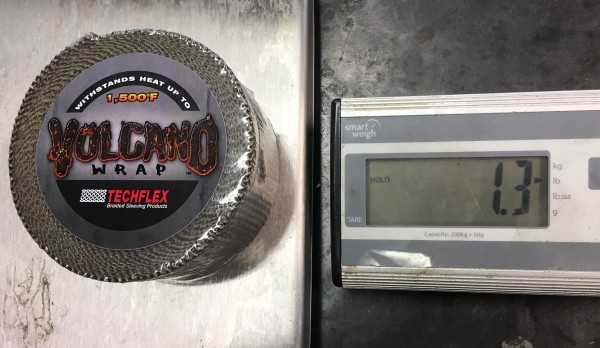 WITHSTANDS HEAT UP TO
1,500°F
VOLCANO
WRAP™
TECHFLEX
Braided Sleeving Products
smart
weigh
HOLD
1.3
kg
lb
lb:oz
g
TARE
Capacity: 200kg x 50g